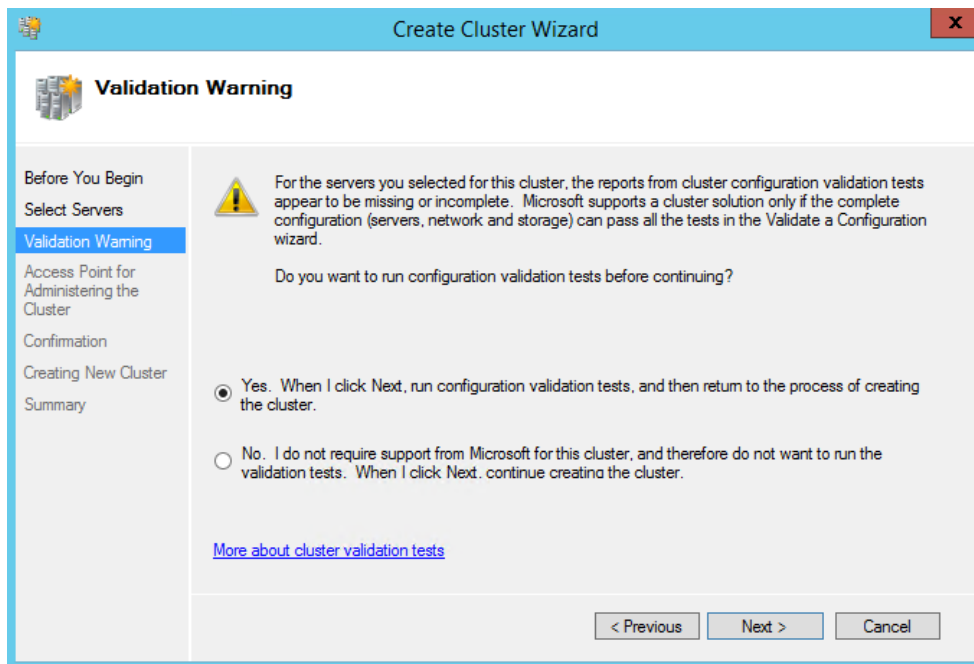 Create Cluster Wizard
x
Validation Warning
Before You Begin
Select Servers
Validation Warning
Access Point for
Administering the
Cluster
Confirmation
Creating New Cluster
Summary
For the servers you selected for this cluster, the reports from cluster configuration validation tests
appear to be missing or incomplete. Microsoft supports a cluster solution only if the complete
configuration (servers, network and storage) can pass all the tests in the Validate a Configuration
wizard.
Do you want to run configuration validation tests before continuing?
Yes. When I click Next, run configuration validation tests, and then return to the process of creating
the cluster.
No. I do not require support from Microsoft for this cluster, and therefore do not want to run the
validation tests. When I click Next, continue creating the cluster.
More about cluster validation tests
< Previous
Next >
Cancel